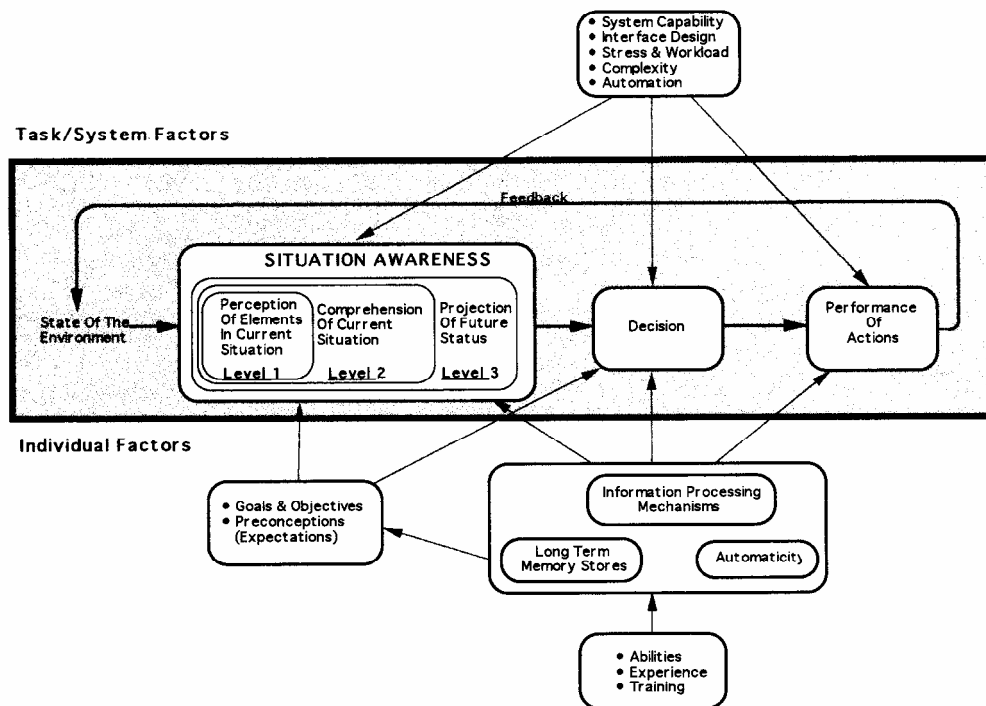 • System Capability
• Interface Design
• Stress & Workload
• Complexity
• Automation
Task/System Factors
Feedback
SITUATION AWARENESS
Perception
Of Elements
In Current
Situation
Level 1
Comprehension
Of Current
Situation
Level 2
Projection
Of Future
Status
Level 3
State Of The
Environment
Decision
Performance
Of
Actions
Individual Factors
• Goals & Objectives
• Preconceptions
(Expectations)
Information Processing
Mechanisms
Long Term
Memory Stores
Automaticity
• Abilities
• Experience
• Training